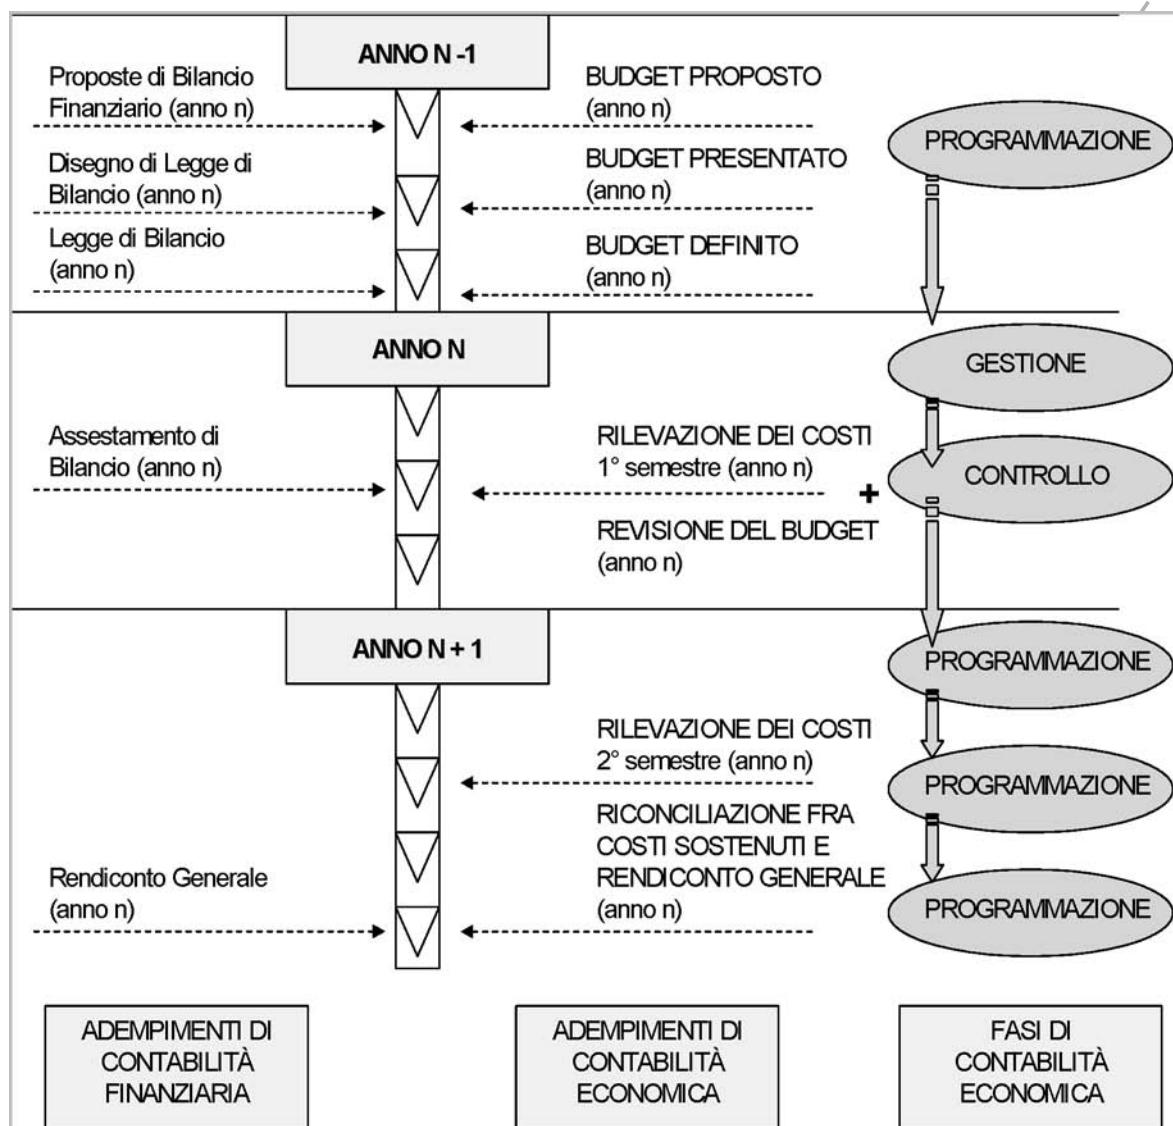 ANNO N -1
Proposte di Bilancio
Finanziario (anno n)
BUDGET PROPOSTO
(anno n)
PROGRAMMAZIONE
Disegno di Legge di
Bilancio (anno n)
BUDGET PRESENTATO
(anno n)
Legge di Bilancio
(anno n)
BUDGET DEFINITO
(anno n)
ANNO N
GESTIONE
Assestamento di
Bilancio (anno n)
RILEVAZIONE DEI COSTI
1° semestre (anno n)
+
CONTROLLO
REVISIONE DEL BUDGET
(anno n)
ANNO N + 1
PROGRAMMAZIONE
RILEVAZIONE DEI COSTI
2° semestre (anno n)
PROGRAMMAZIONE
RICONCILIAZIONE FRA
COSTI SOSTENUTI E
RENDICONTO GENERALE
(anno n)
Rendiconto Generale
(anno n)
PROGRAMMAZIONE
ADEMPIMENTI DI
CONTABILITÀ
FINANZIARIA
ADEMPIMENTI DI
CONTABILITÀ
ECONOMICA
FASI DI
CONTABILITÀ
ECONOMICA